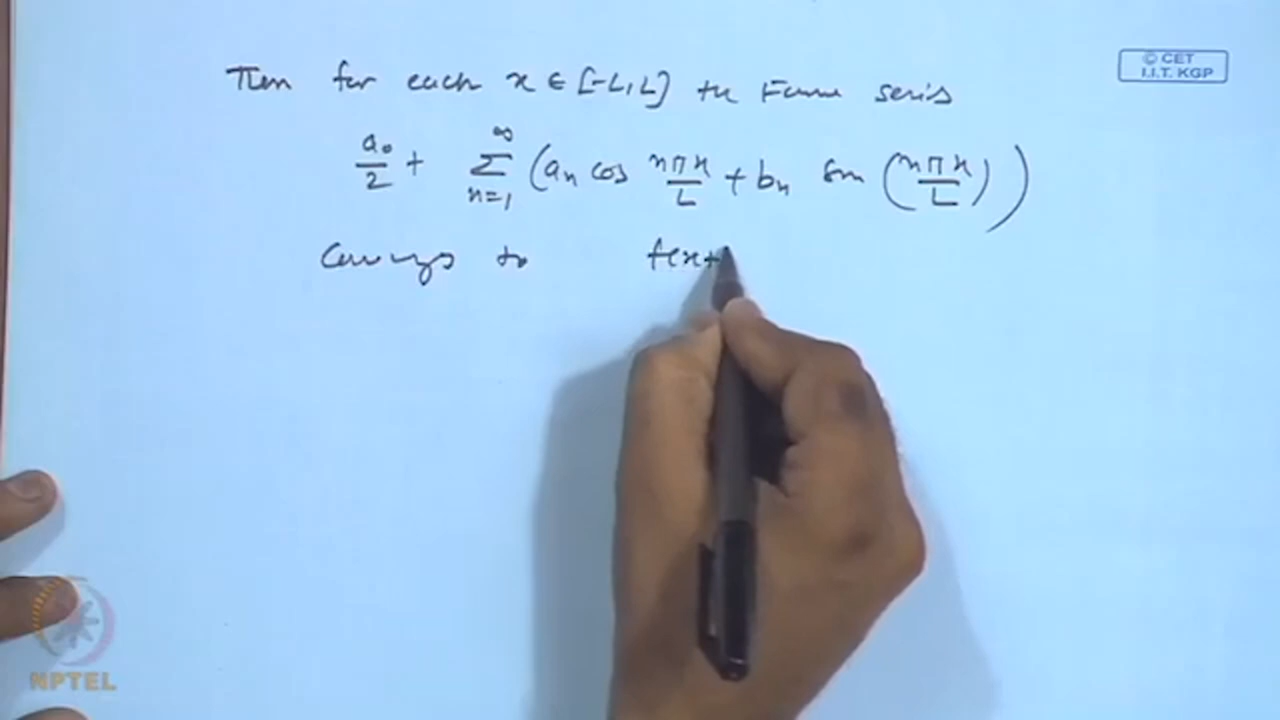 © CET
I.I.T. KGP
Then for each x ∈ [-L, L] the Fourier series
a₀/2 + ∑_{n=1}^{∞} (aₙ cos nπx/L + bₙ sin (nπx/L))
Converges to f(x+
NPTEL